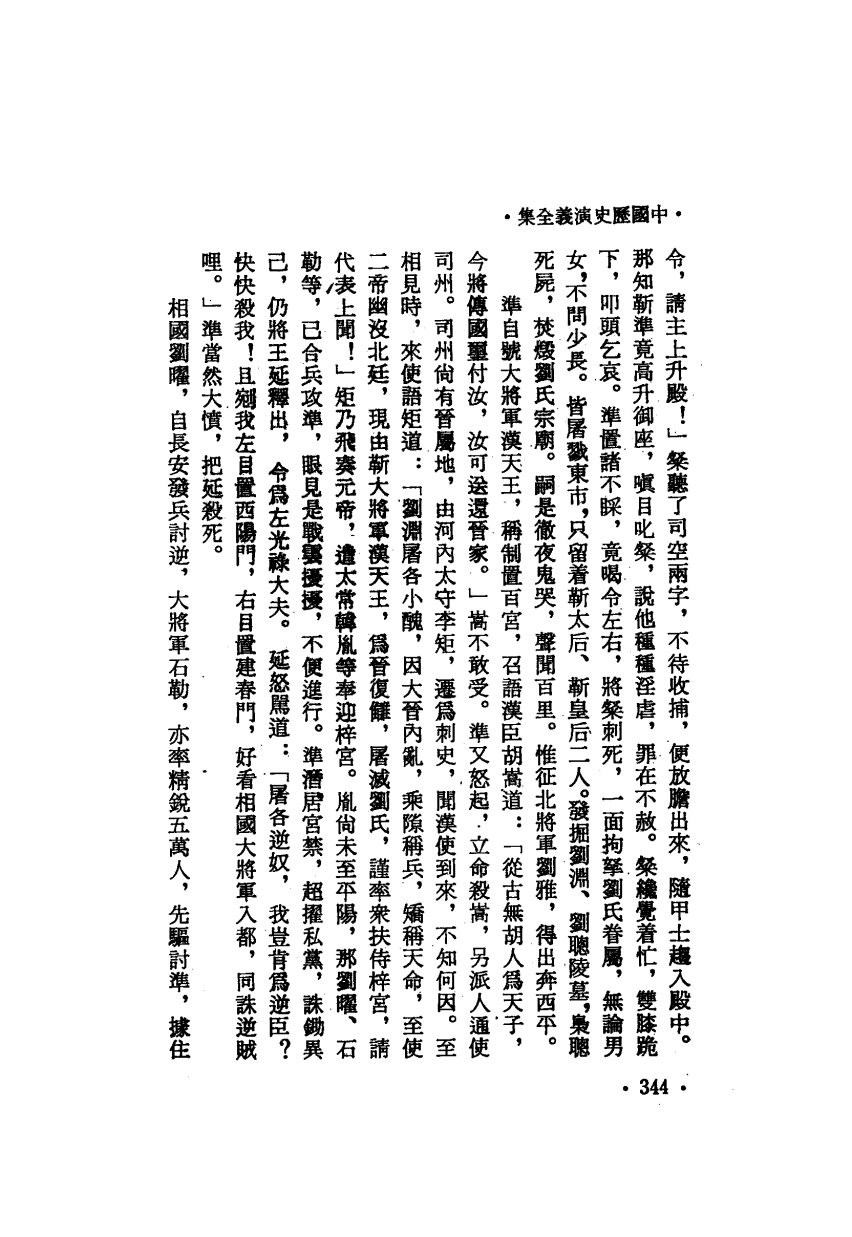 ·中國歷史演義全集·
令，請主上升殿！」粲聽了司空兩字，不待收捕，便放膽出來，隨甲士趨入殿中。
那知靳準竟高升御座，嗔目叱粲，說他種種淫虐，罪在不赦。粲纔覺着忙，雙膝跪
下，叩頭乞哀。準置諸不睬，竟喝令左右，將粲刺死，一面拘拏劉氏眷屬，無論男
女，不問少長。皆屠戮東市，只留着靳太后、靳皇后二人。發掘劉淵、劉聰陵墓，梟聰
死屍，焚燬劉氏宗廟。嗣是徹夜鬼哭，聲聞百里。惟征北將軍劉雅，得出奔西平。
準自號大將軍漢天王，稱制置百宮，召語漢臣胡嵩道：「從古無胡人爲天子，
今將傳國璽付汝，汝可送還晉家。」嵩不敢受。準又怒起，立命殺嵩，另派人通使
司州。司州尙有晉屬地，由河內太守李矩，遷爲刺史，聞漢使到來，不知何因。至
相見時，來使語矩道：「劉淵屠各小醜，因大晉內亂，乘隙稱兵，矯稱天命，至使
二帝幽沒北廷，現由靳大將軍漢天王，爲晉復讎，屠滅劉氏，謹率衆扶侍梓宮，請
代表上聞！」矩乃飛奏元帝，遣太常韓胤等奉迎梓宮。胤尙未至平陽，那劉曜、石
勒等，已合兵攻準，眼見是戰雲擾擾，不便進行。準潛居宮禁，超擢私黨，誅鋤異
己，仍將王延釋出，令爲左光祿大夫。延怒罵道：「屠各逆奴，我豈肯爲逆臣？
快快殺我！且剜我左目置西陽門，右目置建春門，好看相國大將軍入都，同誅逆賊
哩。」準當然大憤，把延殺死。
相國劉曜，自長安發兵討逆，大將軍石勒，亦率精銳五萬人，先驅討準，據住
·344·